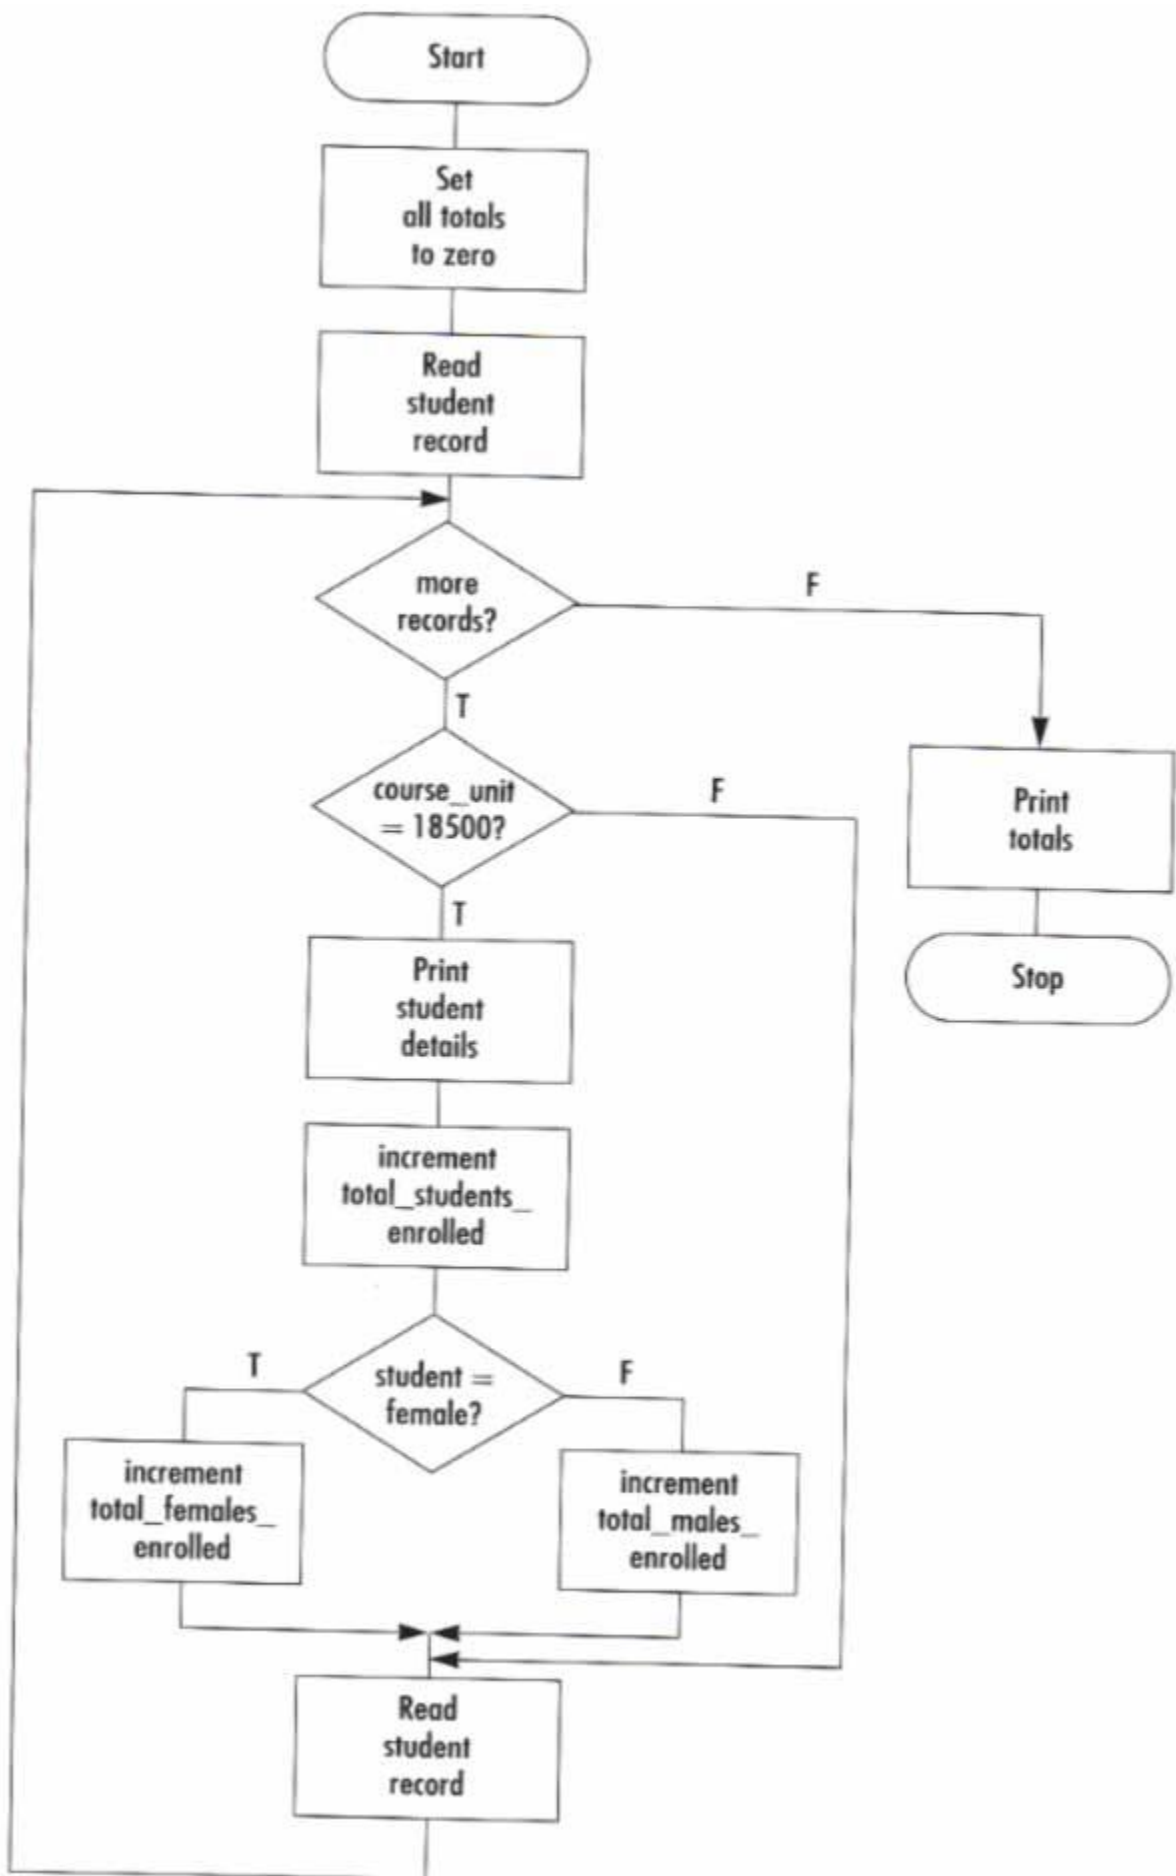 Start
Set
all totals
to zero
Read
student
record
more
records?
F
T
course_unit
= 18500?
F
T
Print
totals
Stop
Print
student
details
increment
total_students_
enrolled
student =
female?
T
F
increment
total_females_
enrolled
increment
total_males_
enrolled
Read
student
record